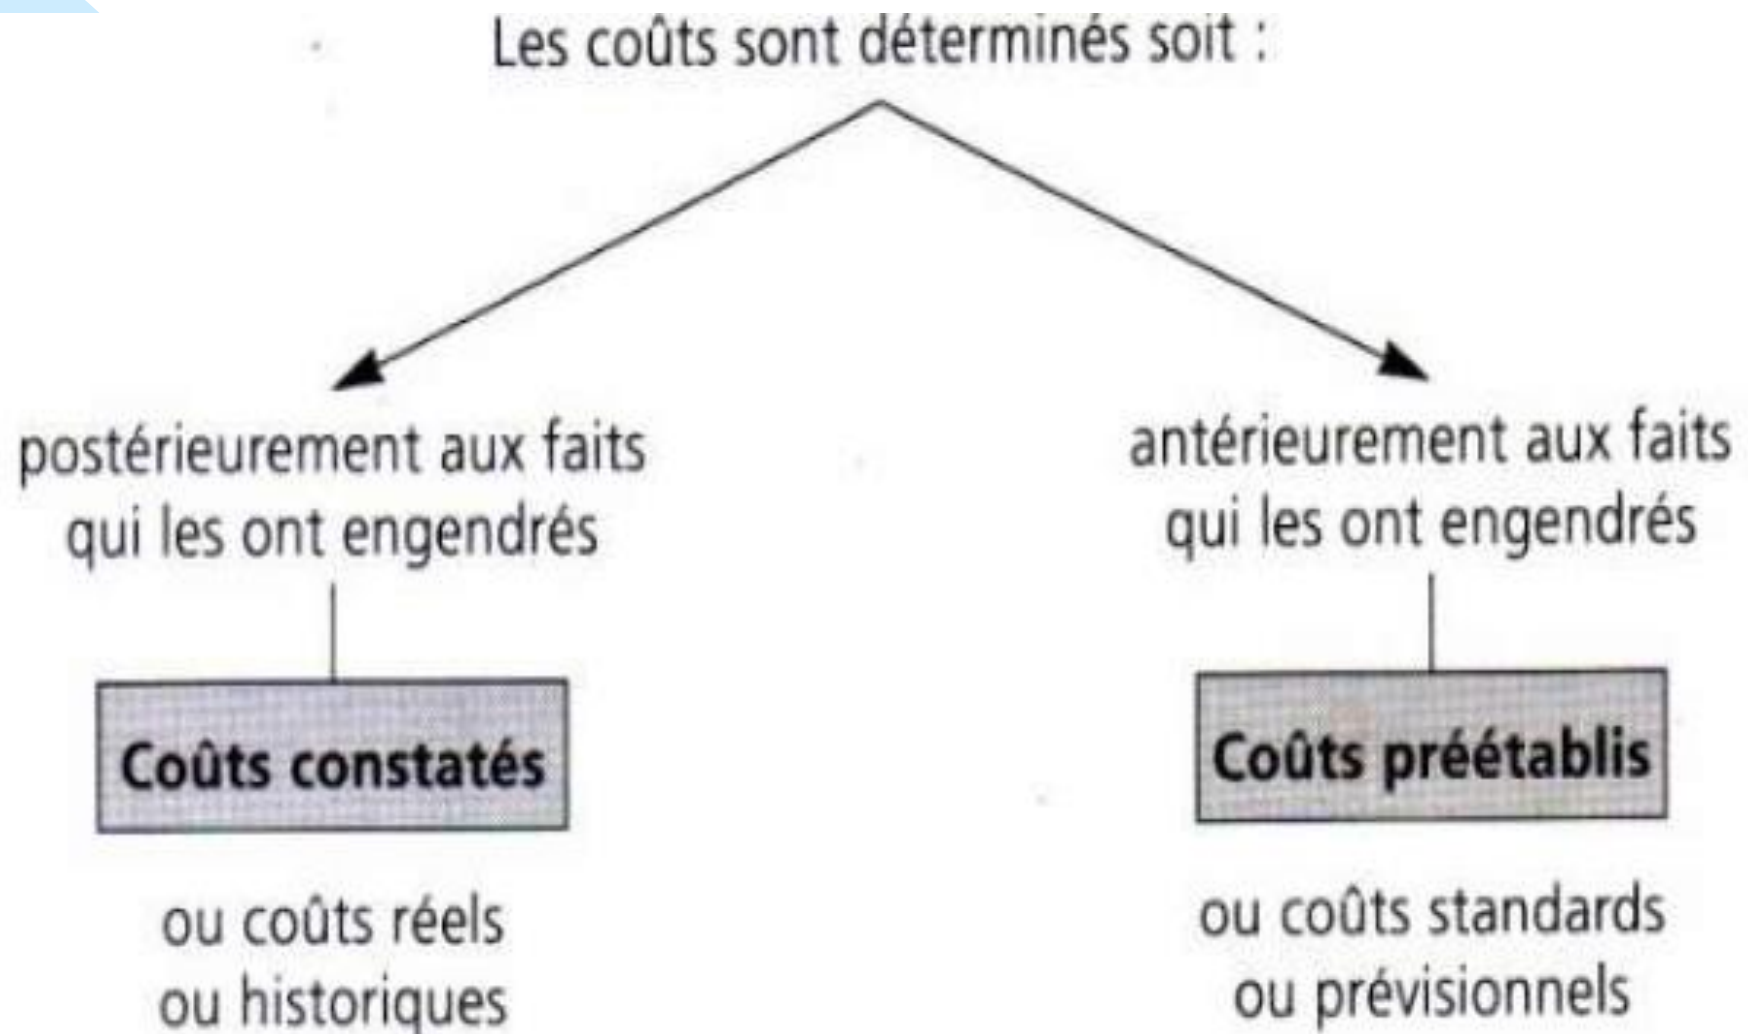 Les coûts sont déterminés soit :
postérieurement aux faits
qui les ont engendrés
antérieurement aux faits
qui les ont engendrés
Coûts constatés
Coûts préétablis
ou coûts réels
ou historiques
ou coûts standards
ou prévisionnels